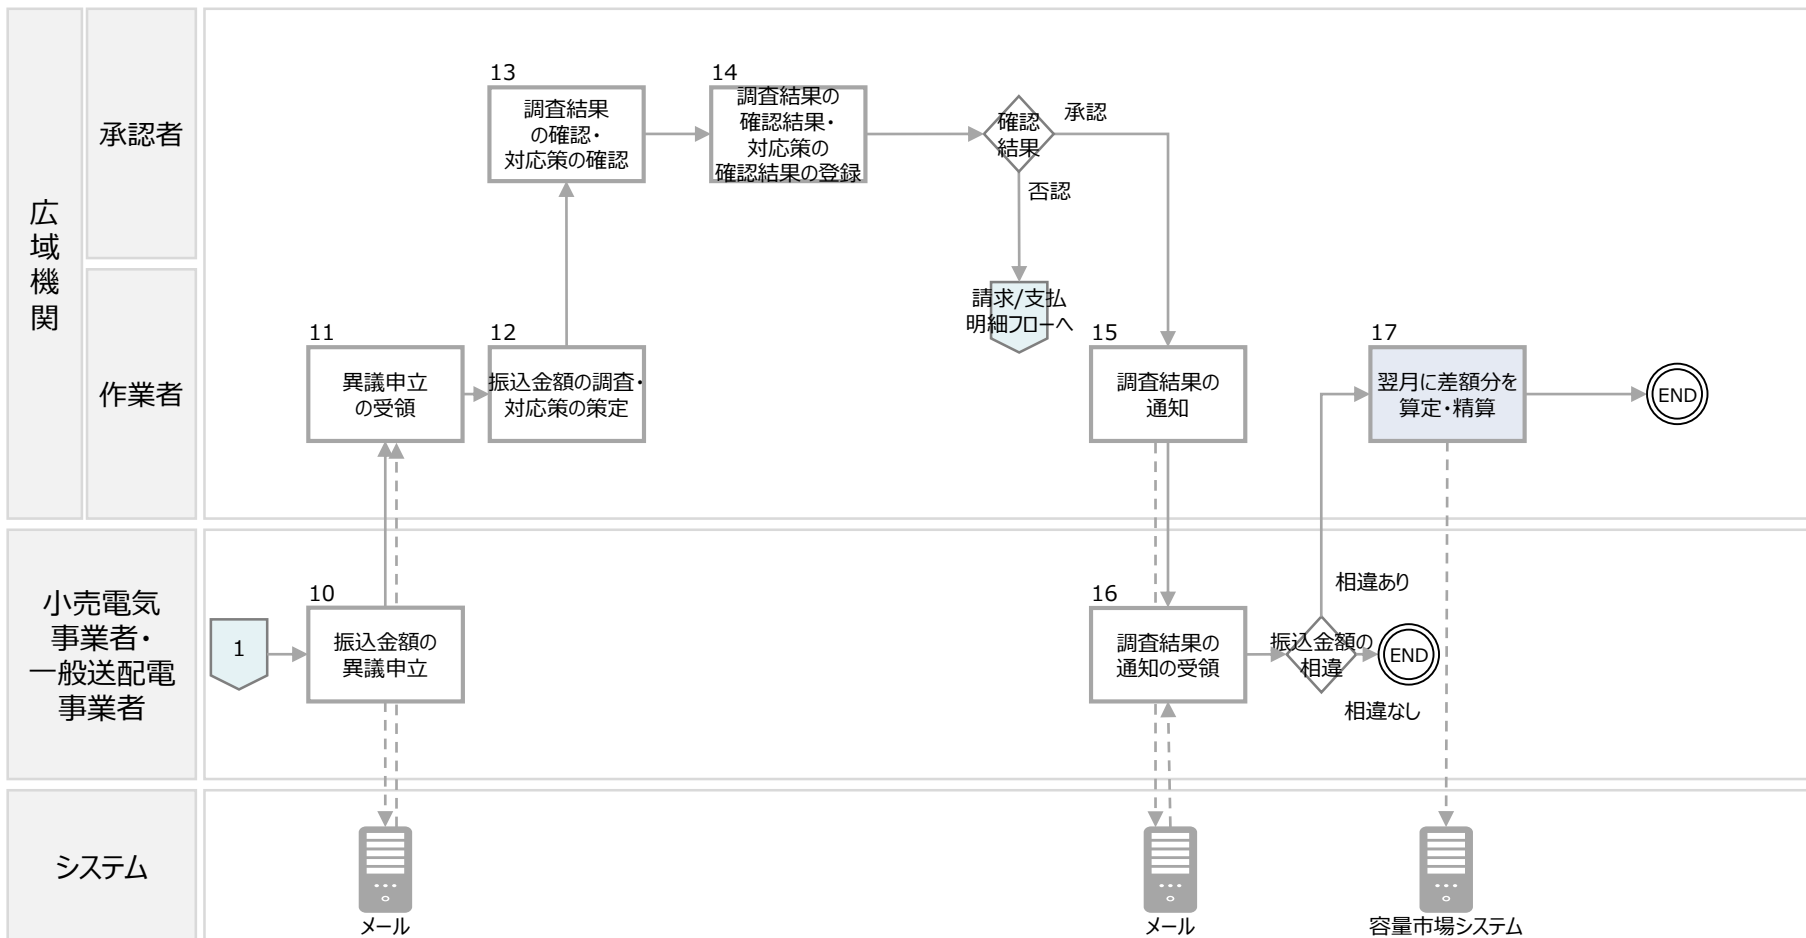 広
域
機
関
承認者
13
調査結果
の確認・
対応策の確認
14
調査結果の
確認結果・
対応策の
確認結果の登録
確認
結果
承認
否認
請求/支払
明細フローへ
作業者
11
異議申立
の受領
12
振込金額の調査・
対応策の策定
15
調査結果の
通知
17
翌月に差額分を
算定・精算
END
小売電気
事業者・
一般送配電
事業者
1
10
振込金額の
異議申立
16
調査結果の
通知の受領
振込金額の
相違
相違あり
END
相違なし
システム
メール
メール
容量市場システム